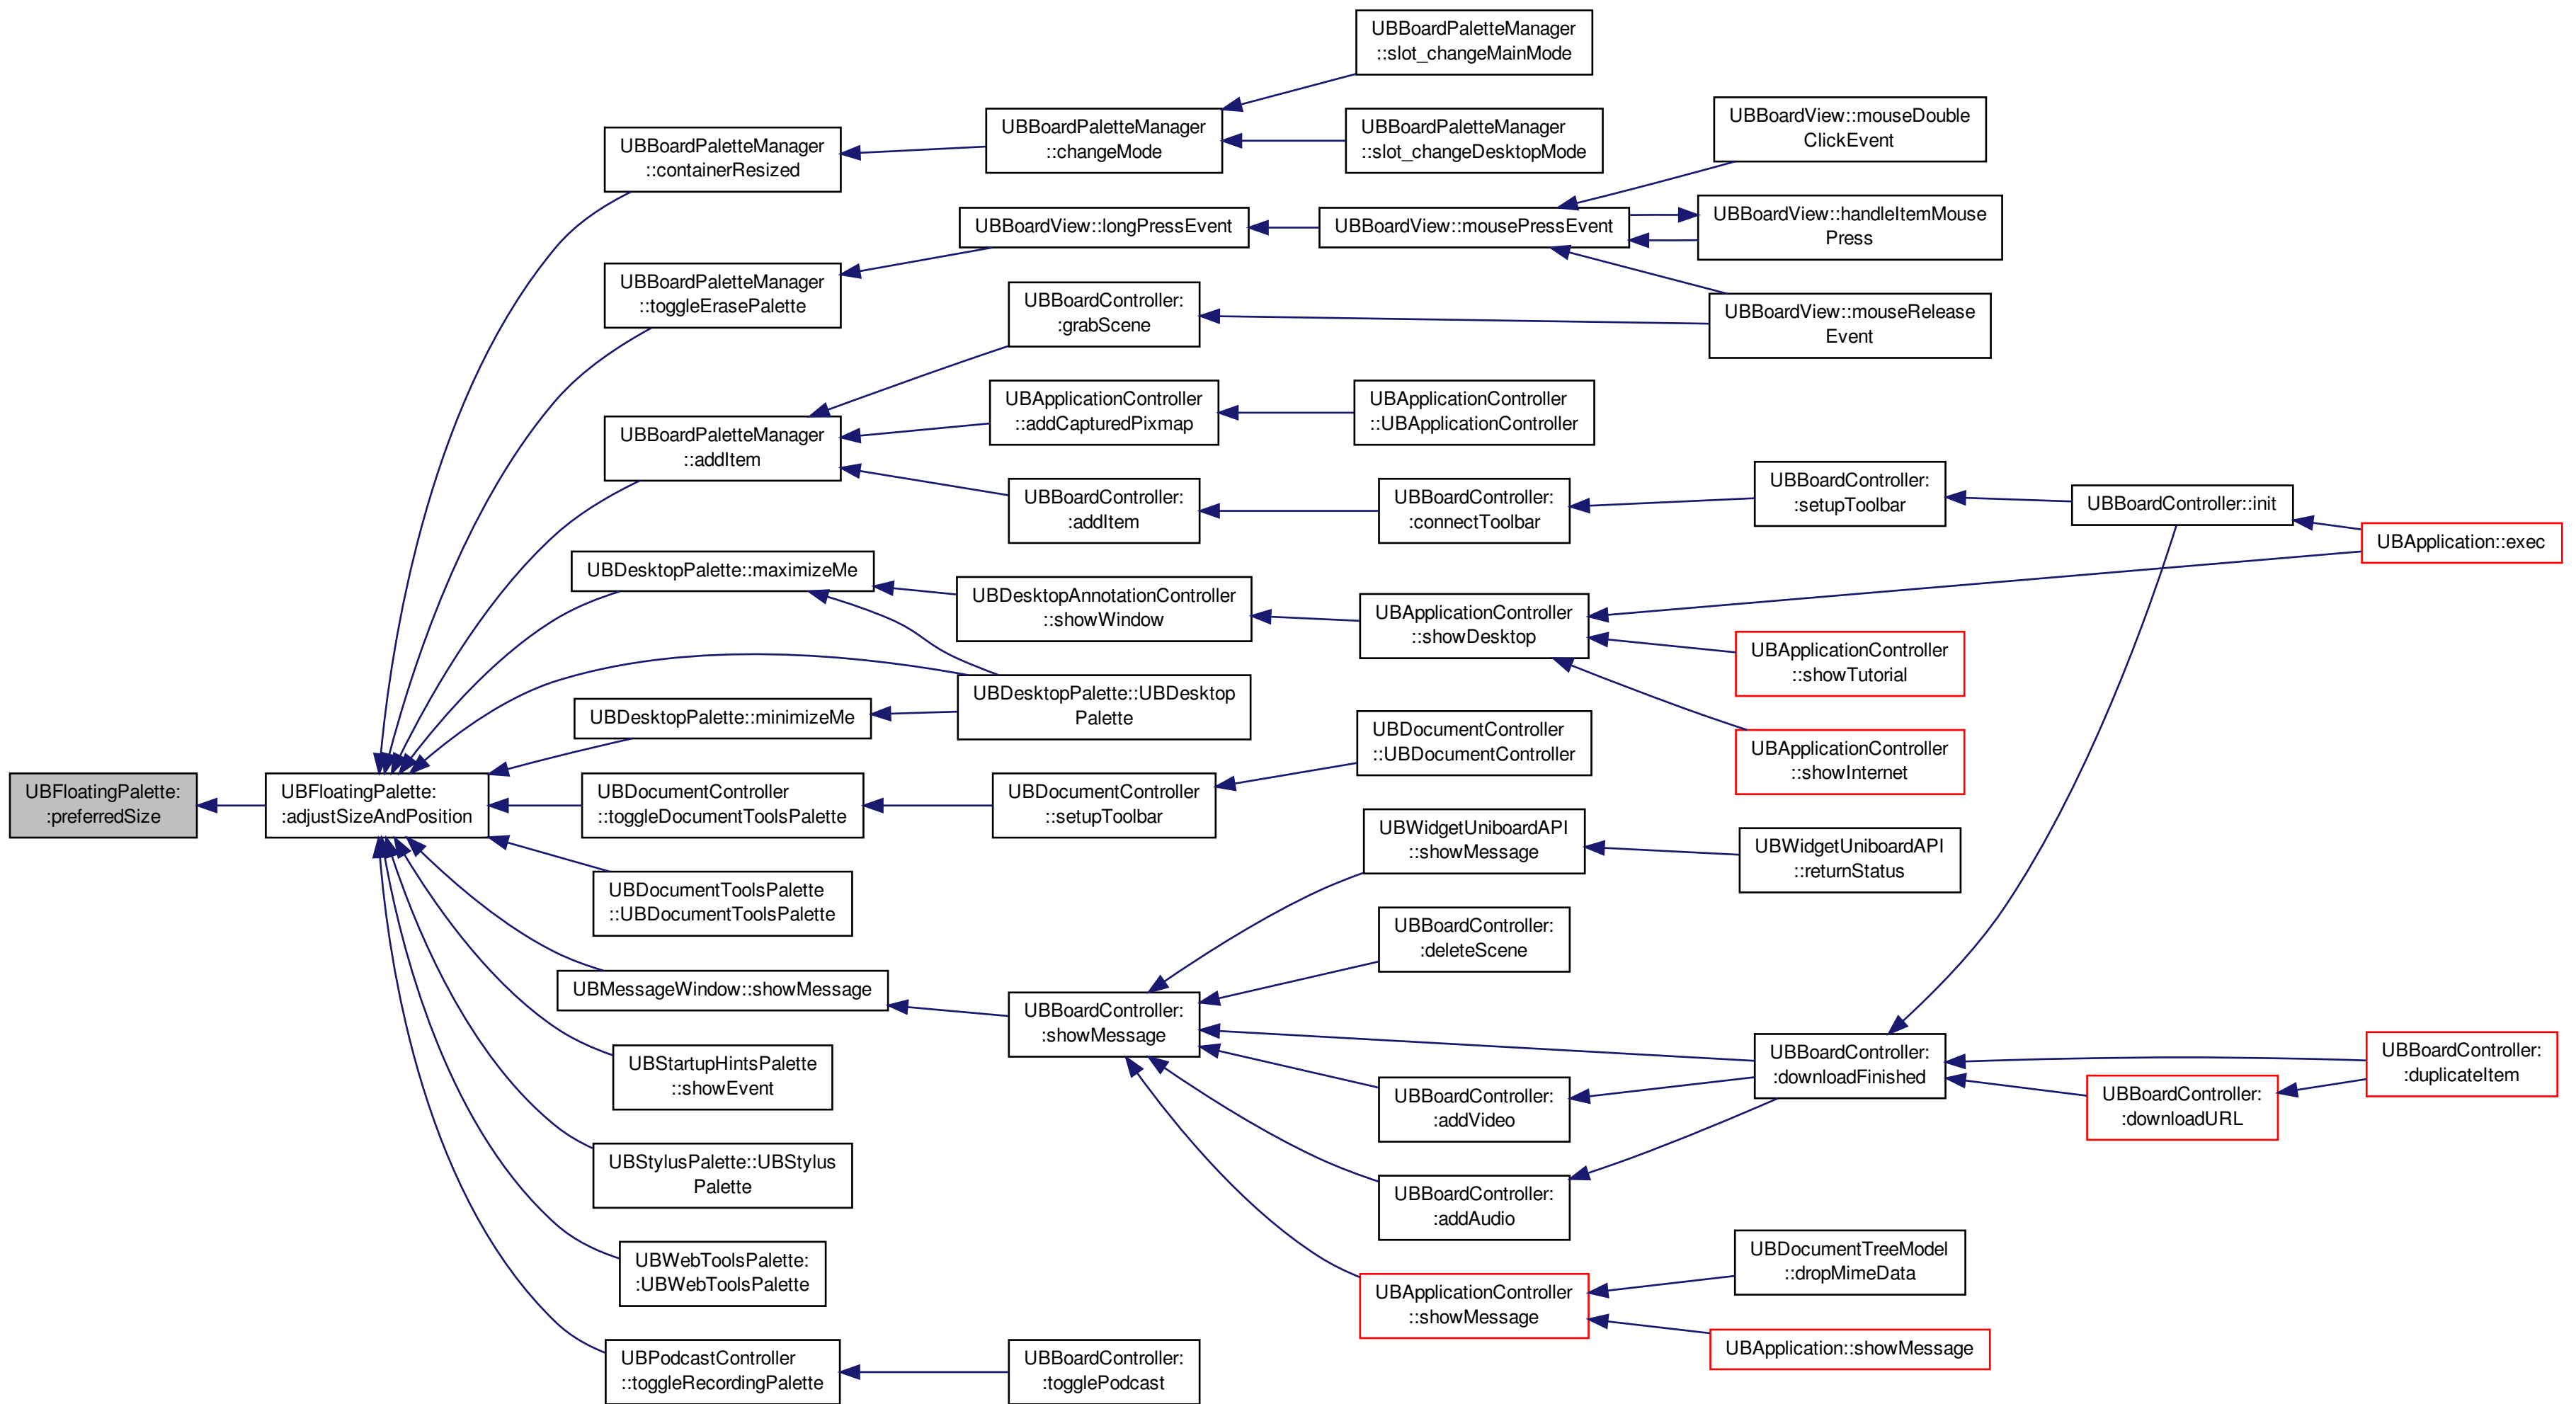 UBBoardPaletteManager
::slot_changeMainMode
UBBoardPaletteManager
::containerResized
UBBoardPaletteManager
::changeMode
UBBoardPaletteManager
::slot_changeDesktopMode
UBBoardView::mouseDouble
ClickEvent
UBBoardView::longPressEvent
UBBoardView::mousePressEvent
UBBoardView::handleItemMouse
Press
UBBoardPaletteManager
::toggleErasePalette
UBBoardController:
:grabScene
UBBoardView::mouseRelease
Event
UBBoardPaletteManager
::addItem
UBApplicationController
::addCapturedPixmap
UBApplicationController
::UBApplicationController
UBBoardController:
:addItem
UBBoardController:
:connectToolbar
UBBoardController:
:setupToolbar
UBBoardController::init
UBApplication::exec
UBDesktopPalette::maximizeMe
UBDesktopAnnotationController
::showWindow
UBApplicationController
::showDesktop
UBApplicationController
::showTutorial
UBDesktopPalette::minimizeMe
UBDesktopPalette::UBDesktop
Palette
UBApplicationController
::showInternet
UBFloatingPalette:
:preferredSize
UBFloatingPalette:
:adjustSizeAndPosition
UBDocumentController
::toggleDocumentToolsPalette
UBDocumentController
::setupToolbar
UBDocumentController
::UBDocumentController
UBDocumentToolsPalette
::UBDocumentToolsPalette
UBWidgetUniboardAPI
::showMessage
UBWidgetUniboardAPI
::returnStatus
UBBoardController:
:deleteScene
UBMessageWindow::showMessage
UBBoardController:
:showMessage
UBBoardController:
:downloadFinished
UBBoardController:
:duplicateItem
UBStartupHintsPalette
::showEvent
UBBoardController:
:addVideo
UBBoardController:
:downloadURL
UBStylusPalette::UBStylus
Palette
UBBoardController:
:addAudio
UBWebToolsPalette:
:UBWebToolsPalette
UBApplicationController
::showMessage
UBDocumentTreeModel
::dropMimeData
UBApplication::showMessage
UBPodcastController
::toggleRecordingPalette
UBBoardController:
:togglePodcast